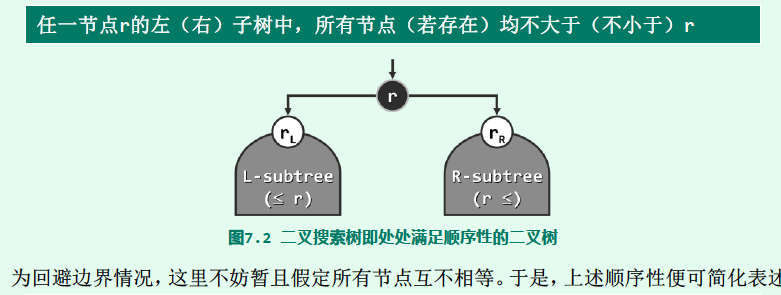 任一节点r的左（右）子树中，所有节点（若存在）均不大于（不小于）r
r
rL
rR
L-subtree
(≤ r)
R-subtree
(r ≤)
图7.2 二叉搜索树即处处满足顺序性的二叉树
为回避边界情况，这里不妨暂且假定所有节点互不相等。于是，上述顺序性便可简化表述